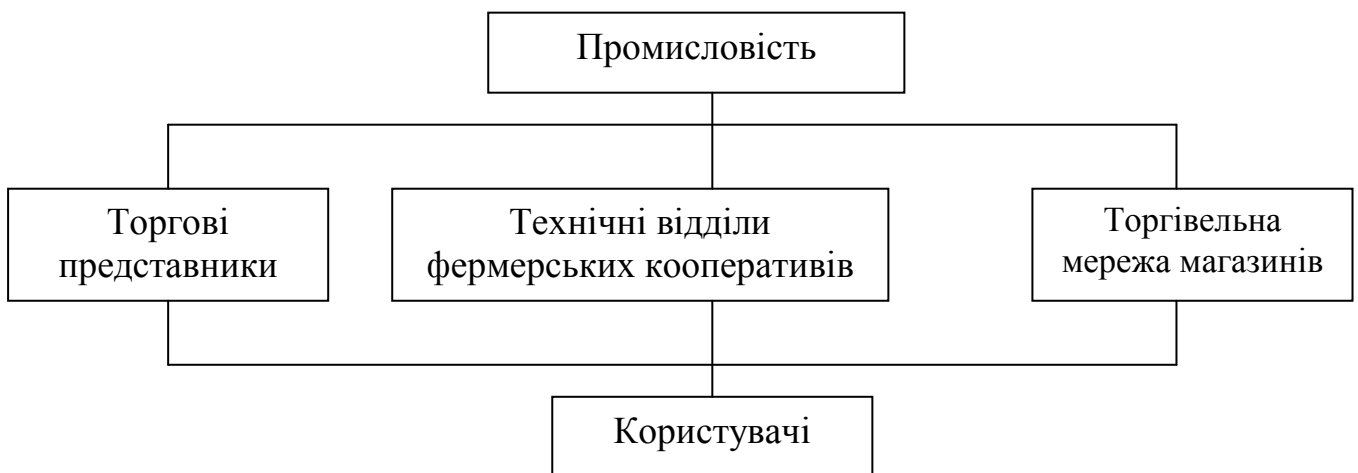 Промисловість
Торгові
представники
Технічні відділи
фермерських кооперативів
Торгівельна
мережа магазинів
Користувачі